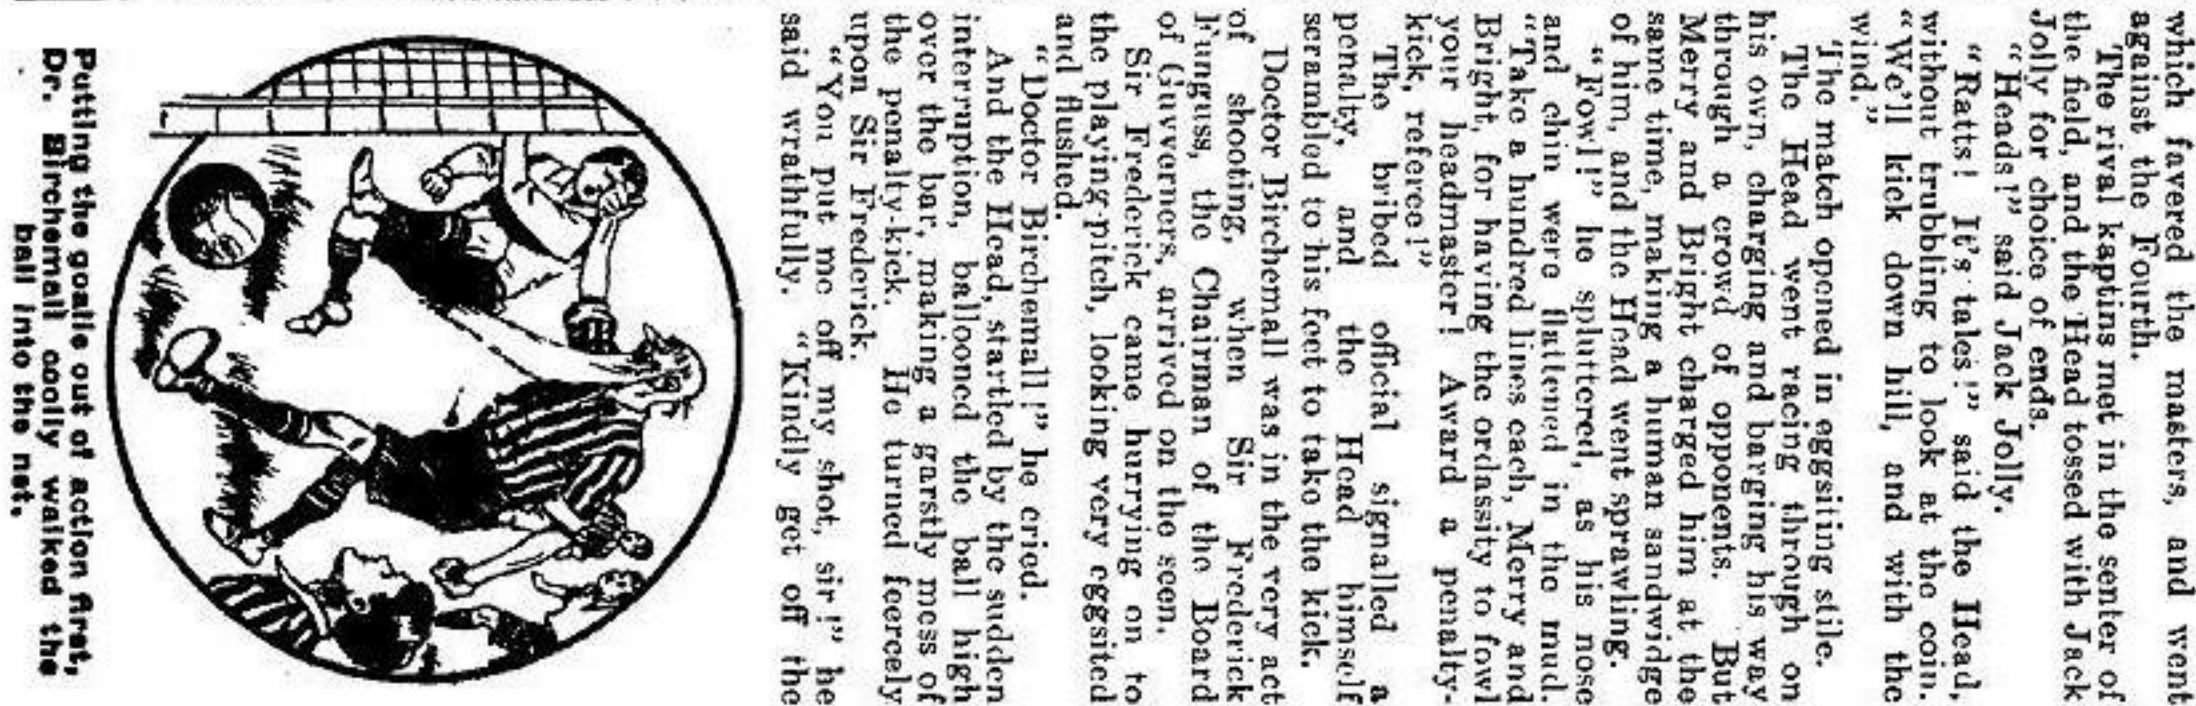 which favered the masters, and went
against the Fourth.
The rival kaptins met in the senter of
the field, and the Head tossed with Jack
Jolly for choice of ends.
"Heads!" said Jack Jolly.
"Ratts! It's tales!" said the Head,
without trubbling to look at the coin.
"We'll kick down hill, and with the
wind."
The match opened in eggsiting stile.
The Head went racing through on
his own, charging and barging his way
through a crowd of opponents. But
Merry and Bright charged him at the
same time, making a human sandwidge
of him, and the Head went sprawling.
"Fowl!" he spluttered, as his nose
and chin were flattened in the mud.
"Take a hundred lines each, Merry and
Bright, for having the ordassity to fowl
your headmaster! Award a penalty-
kick, referee!"
The bribed official signalled a
penalty, and the Head himself
scrambled to his feet to take the kick.
Doctor Birchemall was in the very act
of shooting, when Sir Frederick
Funguss, the Chairman of the Board
of Guvverners, arrived on the seen.
Sir Frederick came hurrying on to
the playing-pitch, looking very eggsited
and flushed.
"Doctor Birchemall!" he cried.
And the Head, startled by the sudden
interruption, ballooned the ball high
over the bar, making a garstly mess of
the penalty-kick. He turned feercely
upon Sir Frederick.
"You put me off my shot, sir!" he
said wrathfully. "Kindly get off the
Putting the goalie out of action first,
Dr. Birchemall coolly walked the
ball into the net.